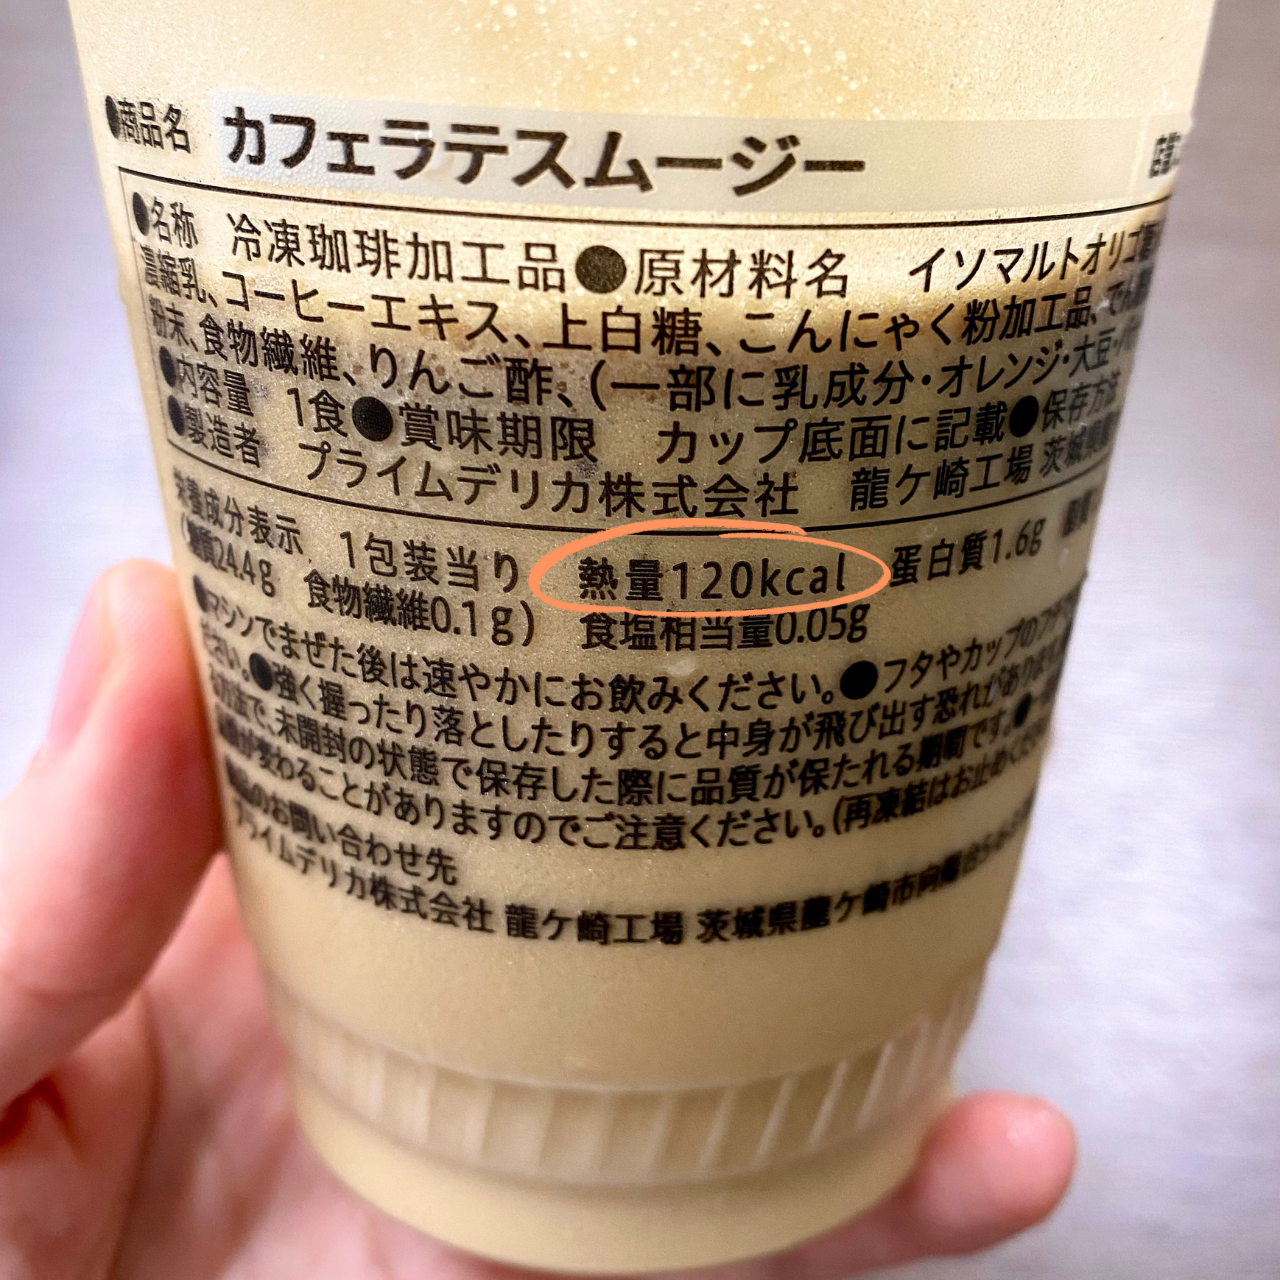 ●商品名 カフェラテスムージー
●名称 冷凍珈琲加工品●原材料名 イソマルトオリゴ糖
濃縮乳、コーヒーエキス、上白糖、こんにゃく粉加工品、でん
粉末、食物繊維、りんご酢、(一部に乳成分・オレンジ・大豆・
●内容量 1食●賞味期限 カップ底面に記載●保存方法
●製造者 プライムデリカ株式会社 龍ケ崎工場 茨城県
栄養成分表示 1包装当り 熱量120kcal 蛋白質1.6g
(糖質24.4g 食物繊維0.1g) 食塩相当量0.05g
●マシンでまぜた後は速やかにお飲みください。●フタやカップのフチで
さい。●強く握ったり落としたりすると中身が飛び出す恐れがあります
方法で、未開封の状態で保存した際に品質が保たれる期間です。●
が変わることがありますのでご注意ください。(再凍結はお止めくだ
商品のお問い合わせ先
プライムデリカ株式会社 龍ケ崎工場 茨城県龍ケ崎市向陽台5-6